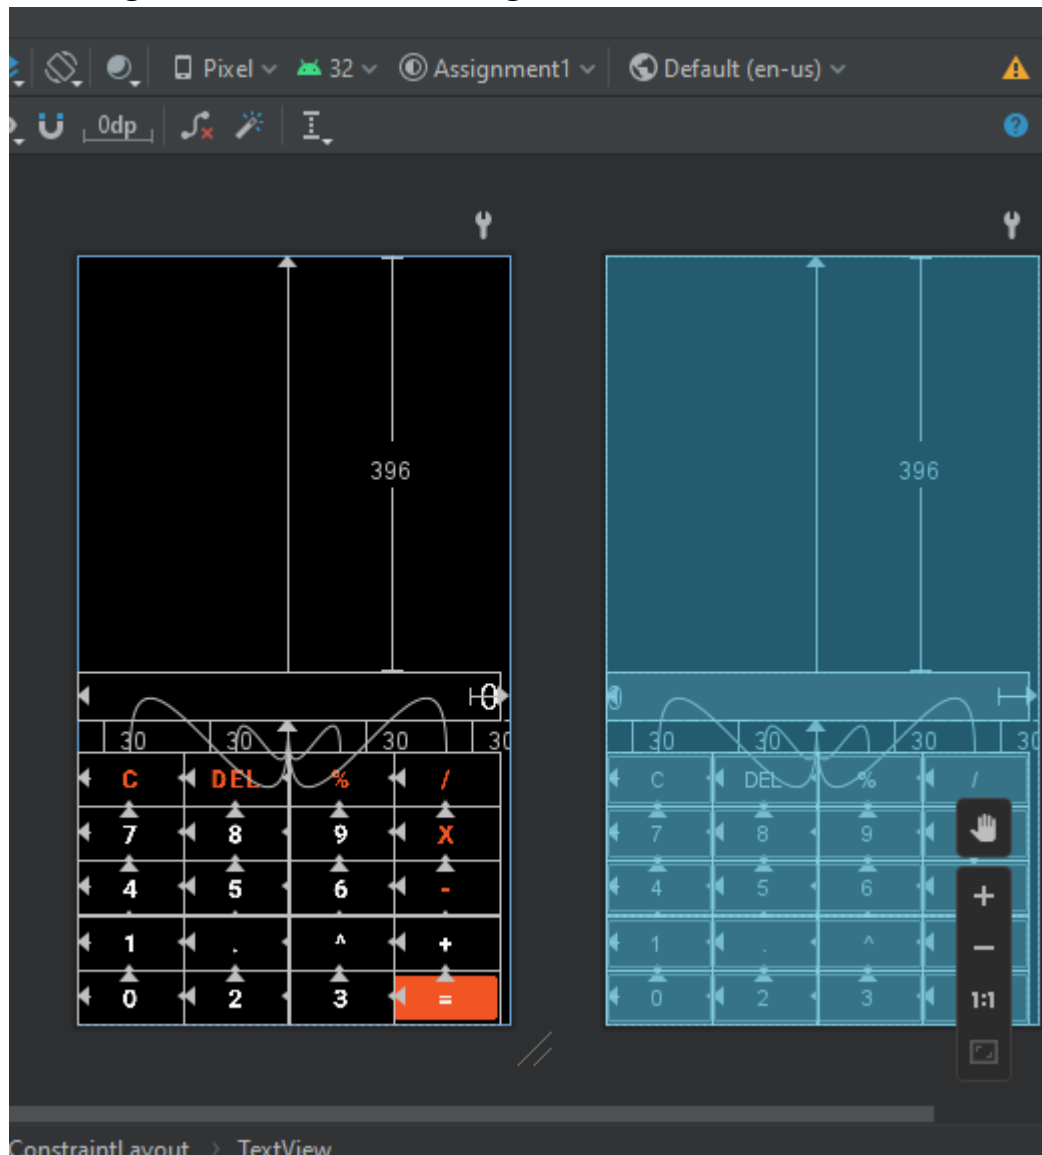 Pixel 32 Assignment1 Default (en-us)
0dp
396 396
0 0
30 30 30 30 30 30 30 30
C DEL % / C DEL % /
7 8 9 X 7 8 9
4 5 6 - 4 5 6
1 . ^ + 1 . ^
0 2 3 = 0 2 3
1:1
ConstraintLayout > TextView